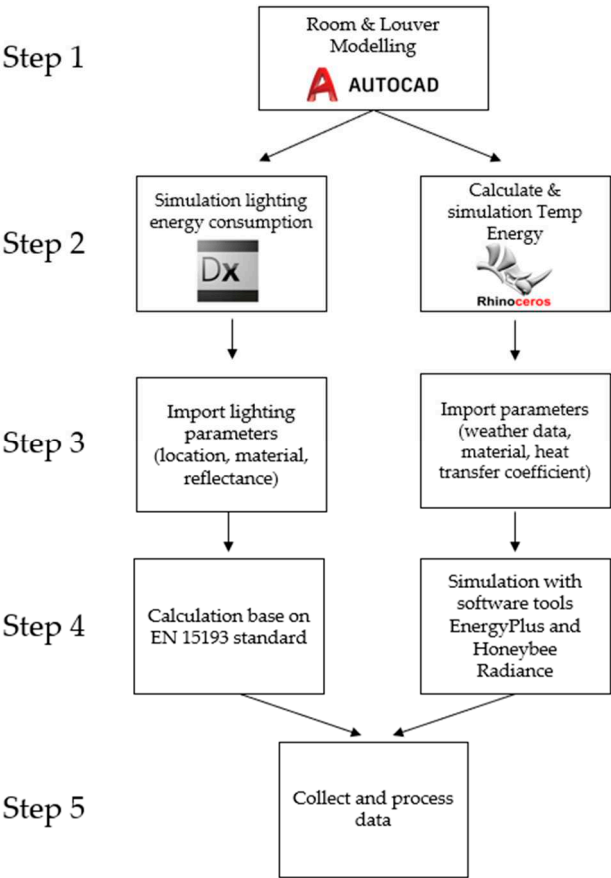 Step 1
Room & Louver
Modelling
AUTOCAD
Step 2
Simulation lighting
energy consumption
Dx
Calculate &
simulation Temp
Energy
Rhinoceros
Step 3
Import lighting
parameters
(location, material,
reflectance)
Import parameters
(weather data,
material, heat
transfer coefficient)
Step 4
Calculation base on
EN 15193 standard
Simulation with
software tools
EnergyPlus and
Honeybee
Radiance
Step 5
Collect and process
data